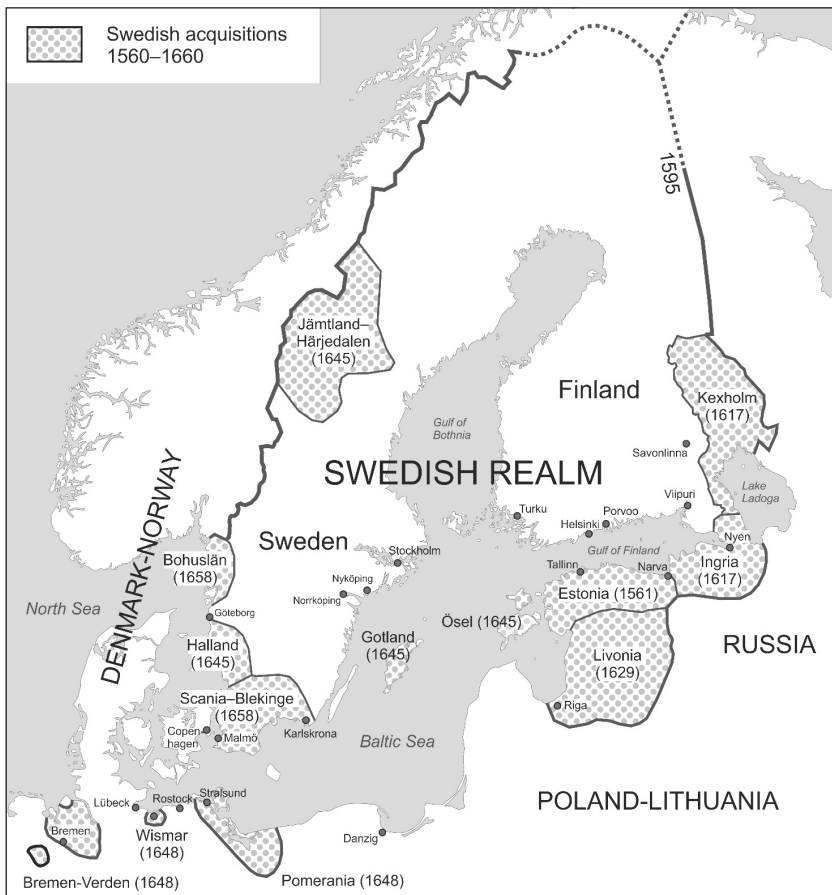 Swedish acquisitions
1560–1660
1595
Jämtland–
Härjedalen
(1645)
Finland
Kexholm
(1617)
Gulf of
Bothnia
Savonlinna
SWEDISH REALM
Lake
Ladoga
Viipuri
Turku
Porvoo
Helsinki
Nyen
DENMARK-NORWAY
Sweden
Stockholm
Gulf of Finland
Bohuslän
(1658)
Tallinn
Narva
Ingria
(1617)
Nyköping
Norrköping
Estonia (1561)
North Sea
Göteborg
Ösel (1645)
Gotland
(1645)
Halland
(1645)
RUSSIA
Livonia
(1629)
Scania–Blekinge
(1658)
Riga
Karlskrona
Copen-
hagen
Malmö
Baltic Sea
Stralsund
Rostock
Lübeck
POLAND-LITHUANIA
Bremen
Wismar
(1648)
Danzig
Bremen-Verden (1648)
Pomerania (1648)